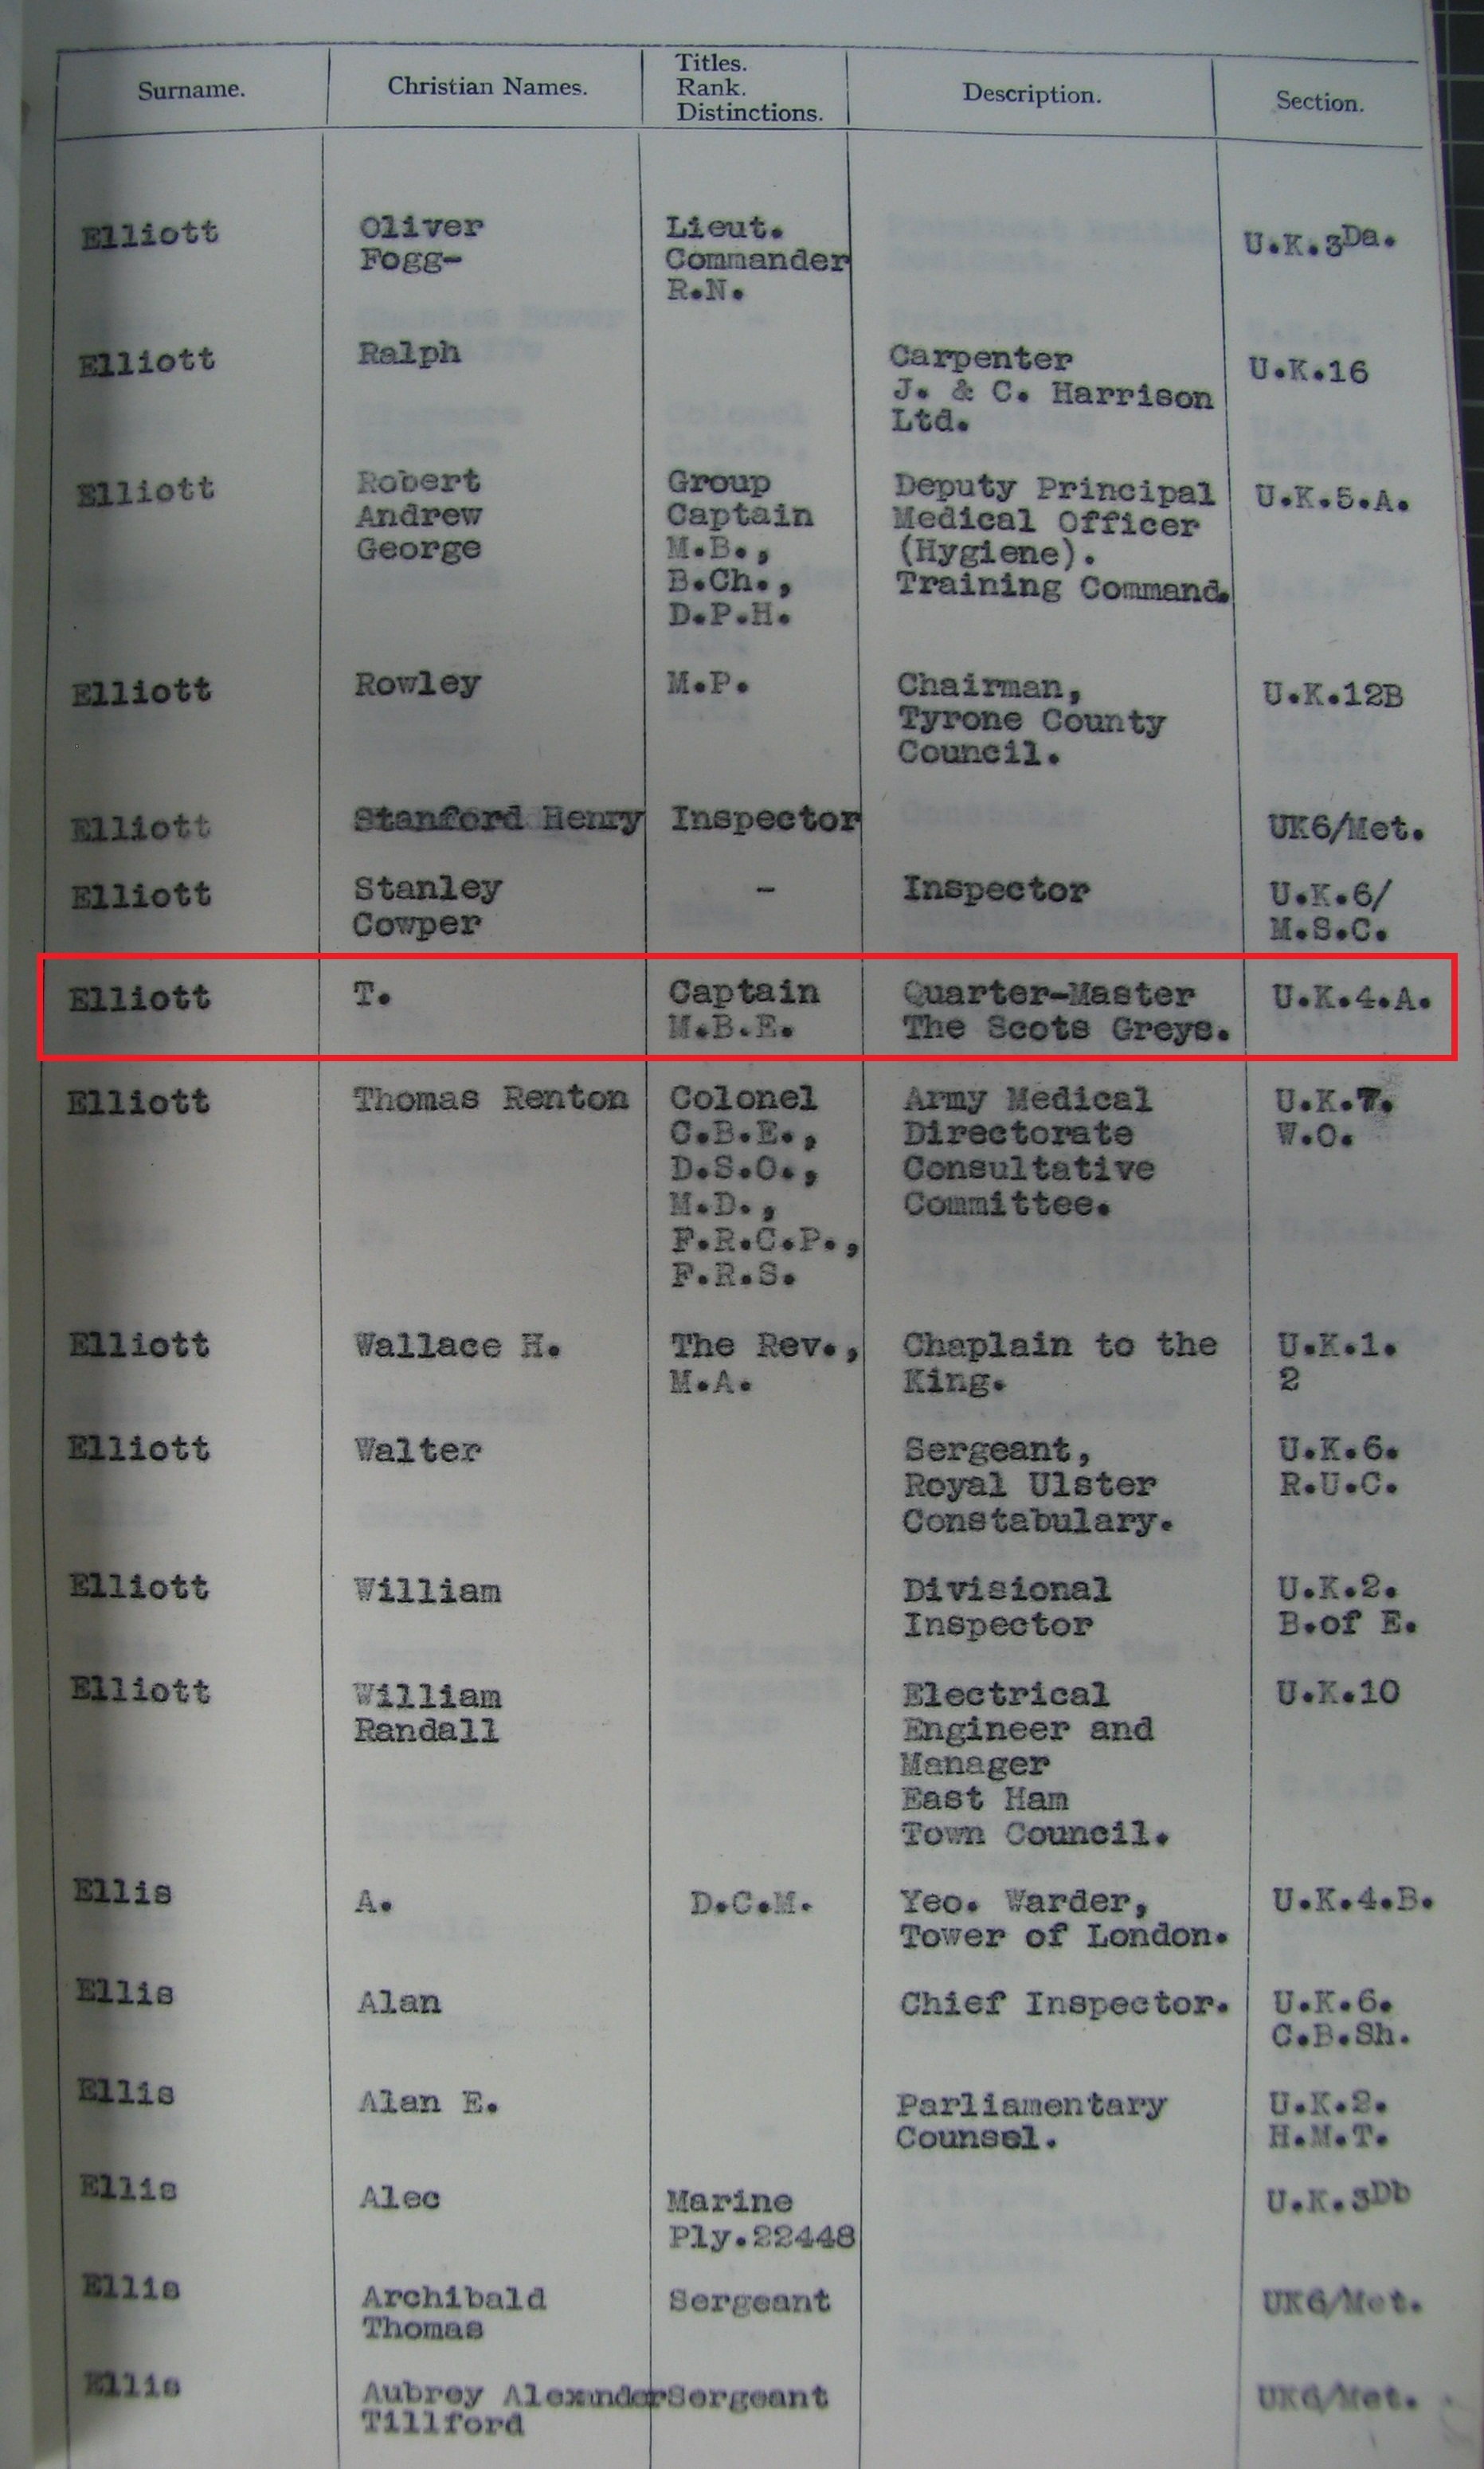 Surname. Christian Names. Titles. Rank. Distinctions. Description. Section.
Elliott Oliver Lieut. U.K.3Da.
Fogg- Commander
R.N.
Elliott Ralph Carpenter U.K.16
J. & C. Harrison
Ltd.
Elliott Robert Group Deputy Principal U.K.5.A.
Andrew Captain Medical Officer
George M.B., (Hygiene).
B.Ch., Training Command.
D.P.H.
Elliott Rowley M.P. Chairman, U.K.12B
Tyrone County
Council.
Elliott Stanford Henry Inspector UK6/Met.
Elliott Stanley - Inspector U.K.6/
Cowper M.S.C.
Elliott T. Captain Quarter-Master U.K.4.A.
M.B.E. The Scots Greys.
Elliott Thomas Renton Colonel Army Medical U.K.7.
C.B.E., Directorate W.O.
D.S.O., Consultative
M.D., Committee.
F.R.C.P.,
F.R.S.
Elliott Wallace H. The Rev., Chaplain to the U.K.1.
M.A. King. 2
Elliott Walter Sergeant, U.K.6.
Royal Ulster R.U.C.
Constabulary.
Elliott William Divisional U.K.2.
Inspector B.of E.
Elliott William Electrical U.K.10
Randall Engineer and
Manager
East Ham
Town Council.
Ellis A. D.C.M. Yeo. Warder, U.K.4.B.
Tower of London.
Ellis Alan Chief Inspector. U.K.6.
C.B.Sh.
Ellis Alan E. Parliamentary U.K.2.
Counsel. H.M.T.
Ellis Alec Marine U.K.3Db
Ply.22448
Ellis Archibald Sergeant UK6/Met.
Thomas
Ellis Aubrey Alexander Sergeant UK6/Met.
Tillford